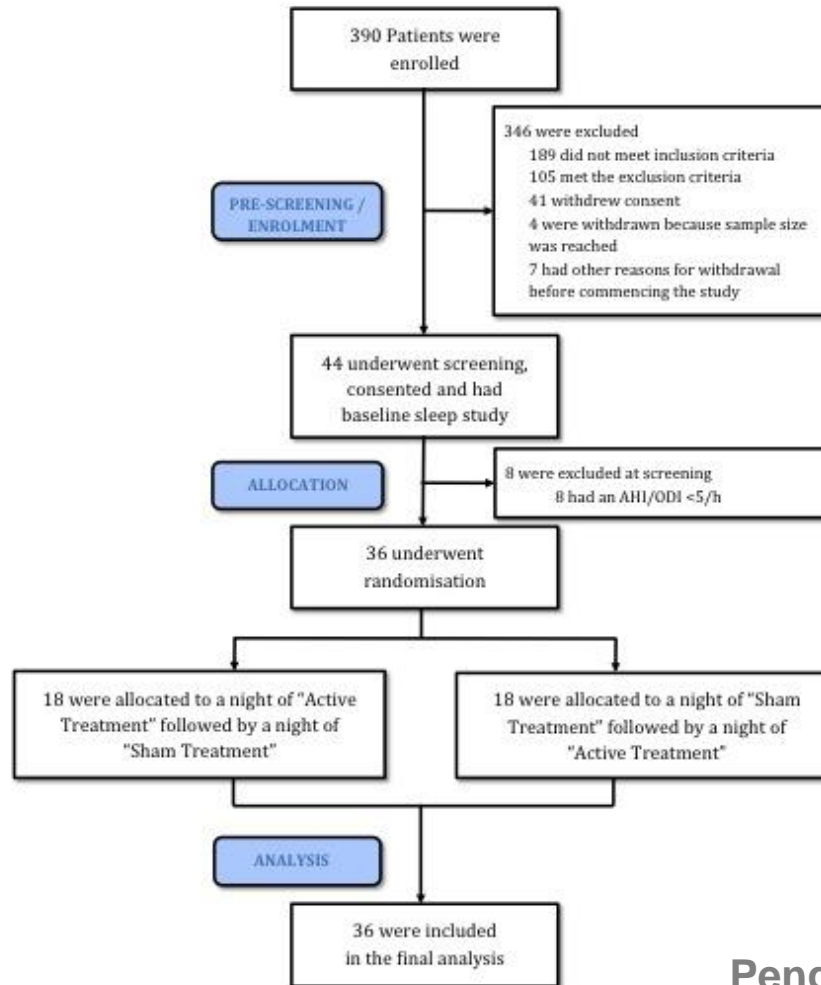 390 Patients were
enrolled
346 were excluded
189 did not meet inclusion criteria
105 met the exclusion criteria
41 withdrew consent
4 were withdrawn because sample size
was reached
7 had other reasons for withdrawal
before commencing the study
PRE-SCREENING /
ENROLMENT
44 underwent screening,
consented and had
baseline sleep study
ALLOCATION
8 were excluded at screening
8 had an AHI/ODI <5/h
36 underwent
randomisation
18 were allocated to a night of "Active
Treatment" followed by a night of
"Sham Treatment"
18 were allocated to a night of "Sham
Treatment" followed by a night of
"Active Treatment"
ANALYSIS
36 were included
in the final analysis